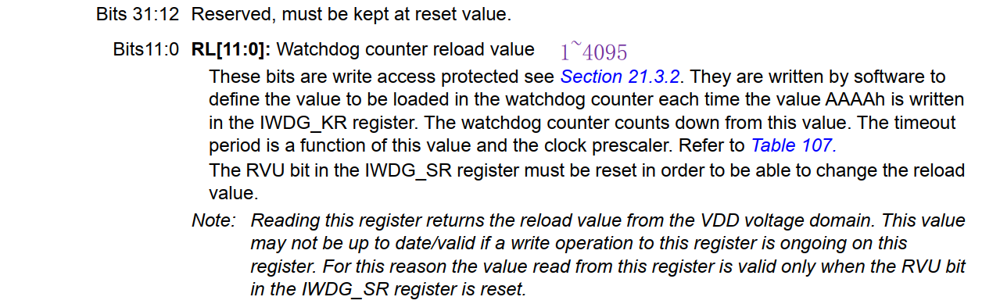 Bits 31:12 Reserved, must be kept at reset value.
Bits11:0 RL[11:0]: Watchdog counter reload value 1~4095
These bits are write access protected see Section 21.3.2. They are written by software to
define the value to be loaded in the watchdog counter each time the value AAAAh is written
in the IWDG_KR register. The watchdog counter counts down from this value. The timeout
period is a function of this value and the clock prescaler. Refer to Table 107.
The RVU bit in the IWDG_SR register must be reset in order to be able to change the reload
value.
Note: Reading this register returns the reload value from the VDD voltage domain. This value
may not be up to date/valid if a write operation to this register is ongoing on this
register. For this reason the value read from this register is valid only when the RVU bit
in the IWDG_SR register is reset.